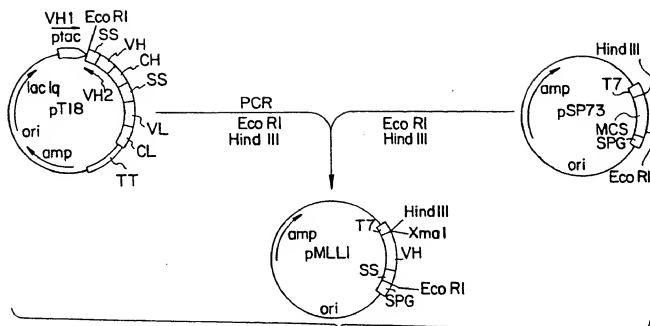 VH1
Eco RI
ptac
SS
VH
CH
SS
VH2
lac Iq
pT18
ori
amp
VL
CL
TT
PCR
Eco RI
Hind III
Eco RI
Hind III
Hind III
T7
amp
pSP73
MCS
SPG
ori
Eco RI
T7
Hind III
Xma I
amp
pMLL1
VH
SS
Eco RI
SPG
ori